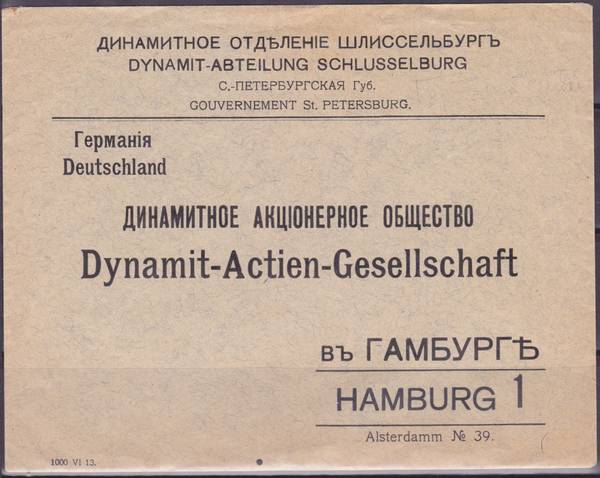 ДИНАМИТНОЕ ОТДѢЛЕНІЕ ШЛИССЕЛЬБУРГЪ
DYNAMIT-ABTEILUNG SCHLUSSELBURG
С.-ПЕТЕРБУРГСКАЯ Губ.
GOUVERNEMENT St. PETERSBURG.
Германія
Deutschland
ДИНАМИТНОЕ АКЦІОНЕРНОЕ ОБЩЕСТВО
Dynamit-Actien-Gesellschaft
въ ГАМБУРГѢ
HAMBURG 1
Alsterdamm № 39.
1000 VI 13.